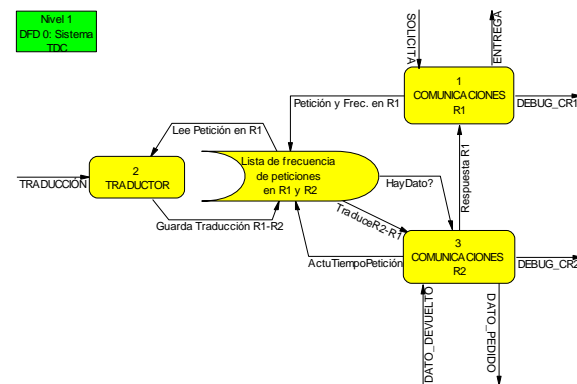 Nivel 1
DFD 0: Sistema
TDC
SOLICITA
ENTREGA
1
COMUNICACIONES
R1
Petición y Frec. en R1
DEBUG_CR1
Lee Petición en R1
2
TRADUCTOR
TRADUCCIÓN
Lista de frecuencia
de peticiones
en R1 y R2
HayDato?
Respuesta R1
TraduceR2-R1
Guarda Traducción R1-R2
3
COMUNICACIONES
R2
ActuTiempoPetición
DEBUG_CR2
DATO_DEVUELTO
DATO_PEDIDO